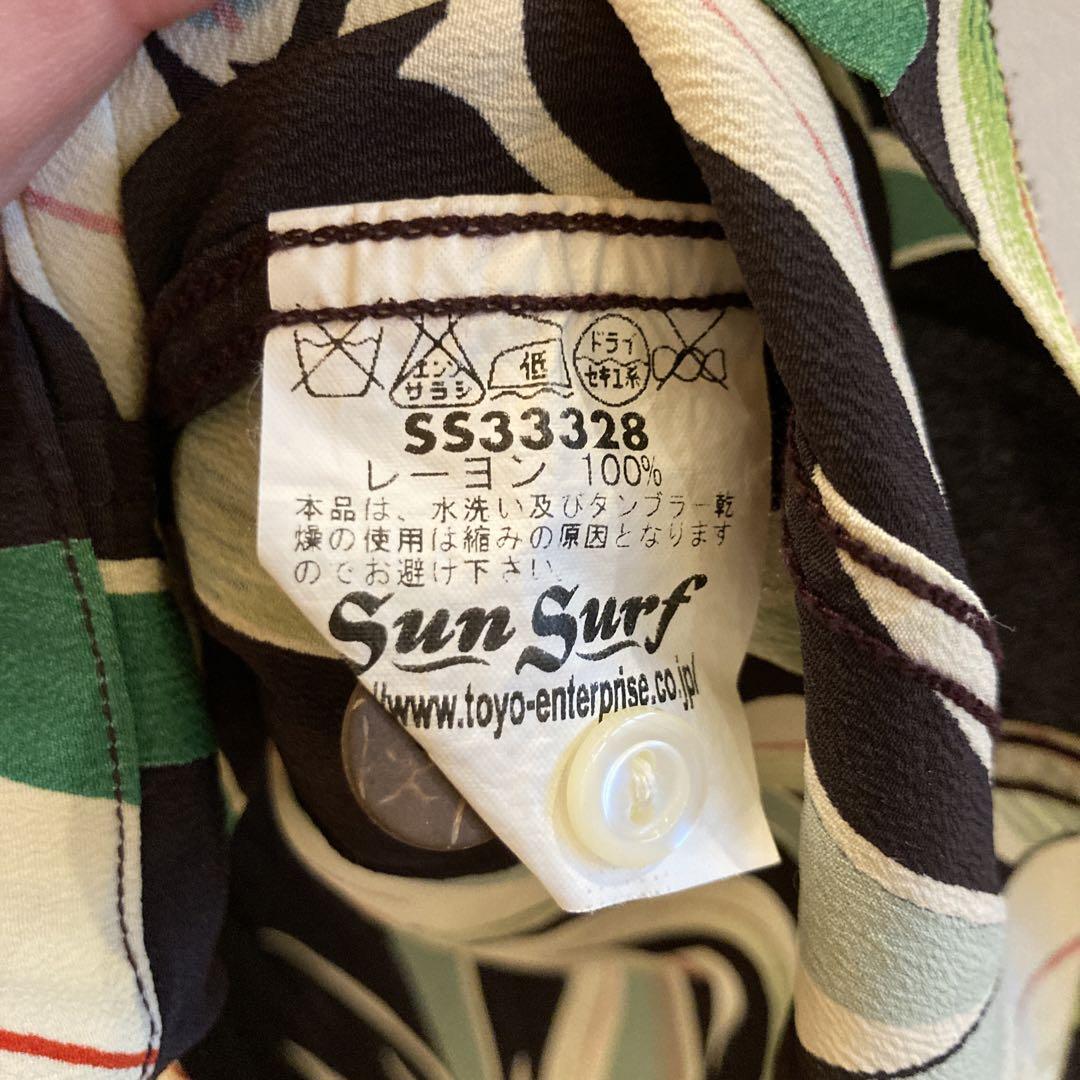 エンソ
サラシ
低
ドライ
セキユ系
SS33328
レーヨン 100%
本品は、水洗い及びタンブラー乾
燥の使用は縮みの原因となります
のでお避け下さい。
Sun Surf
//www.toyo-enterprise.co.jp/